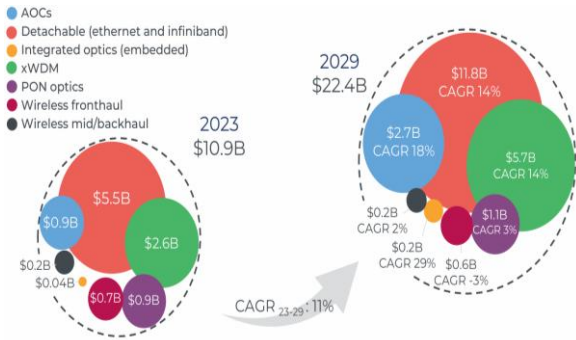 AOCs
Detachable (ethernet and infiniband)
Integrated optics (embedded)
xWDM
PON optics
Wireless fronthaul
Wireless mid/backhaul
2023
$10.9B
$5.5B
$0.9B
$2.6B
$0.2B
$0.04B
$0.7B
$0.9B
CAGR 23-29: 11%
2029
$22.4B
$11.8B
CAGR 14%
$2.7B
CAGR 18%
$5.7B
CAGR 14%
$0.2B
CAGR 2%
$0.2B
CAGR 29%
$0.6B
CAGR -3%
$1.1B
CAGR 3%